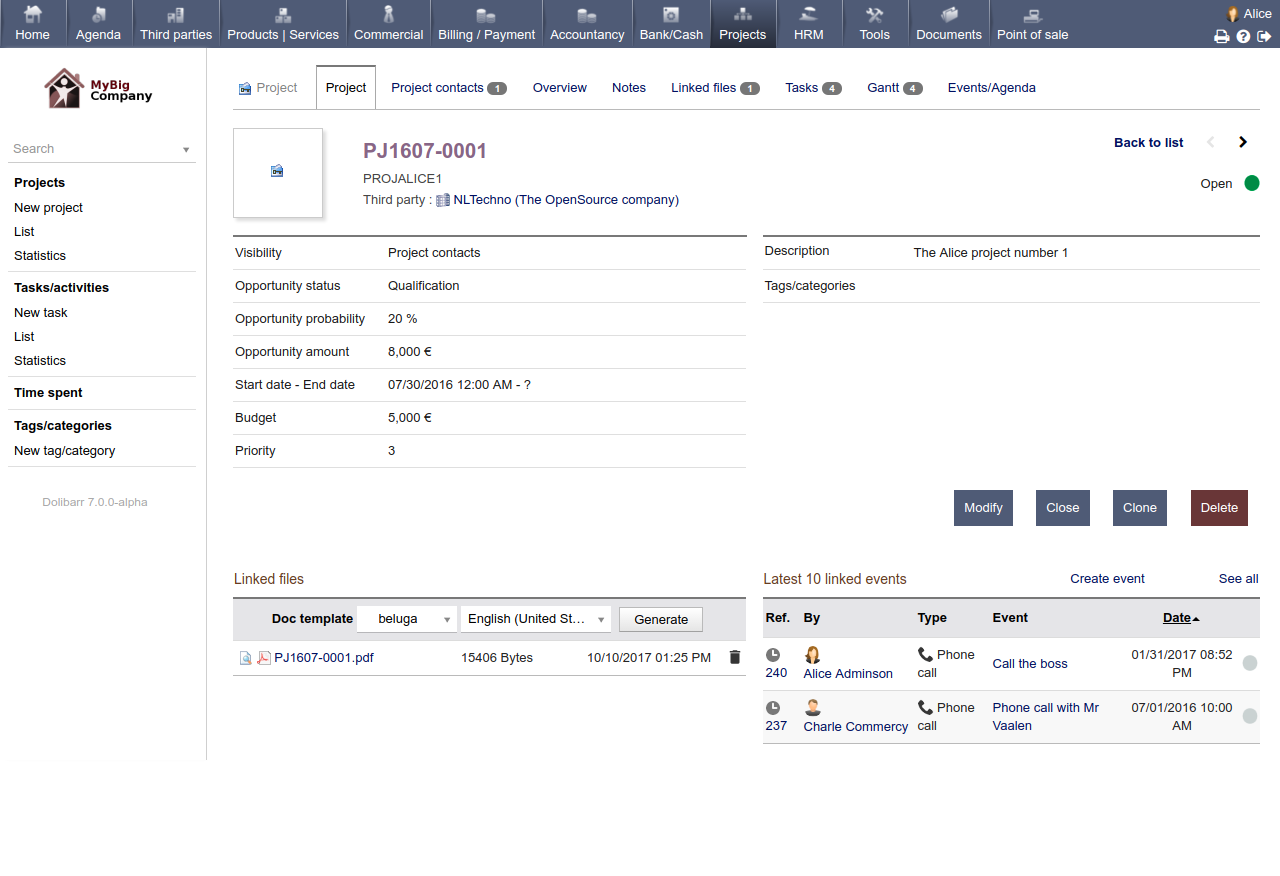 Home Agenda Third parties Products | Services Commercial Billing / Payment Accountancy Bank/Cash Projects HRM Tools Documents Point of sale Alice
MyBig
Company
Search
Projects
New project
List
Statistics
Tasks/activities
New task
List
Statistics
Time spent
Tags/categories
New tag/category
Dolibarr 7.0.0-alpha
Project Project Project contacts 1 Overview Notes Linked files 1 Tasks 4 Gantt 4 Events/Agenda
PJ1607-0001
PROJALICE1
Third party : NLTechno (The OpenSource company)
Back to list
Open
Visibility Project contacts
Opportunity status Qualification
Opportunity probability 20 %
Opportunity amount 8,000 €
Start date - End date 07/30/2016 12:00 AM - ?
Budget 5,000 €
Priority 3
Description The Alice project number 1
Tags/categories
Modify Close Clone Delete
Linked files
Doc template beluga English (United St... Generate
PJ1607-0001.pdf 15406 Bytes 10/10/2017 01:25 PM
Latest 10 linked events Create event See all
Ref. By Type Event Date
240 Alice Adminson Phone call Call the boss 01/31/2017 08:52 PM
237 Charle Commercy Phone call Phone call with Mr Vaalen 07/01/2016 10:00 AM